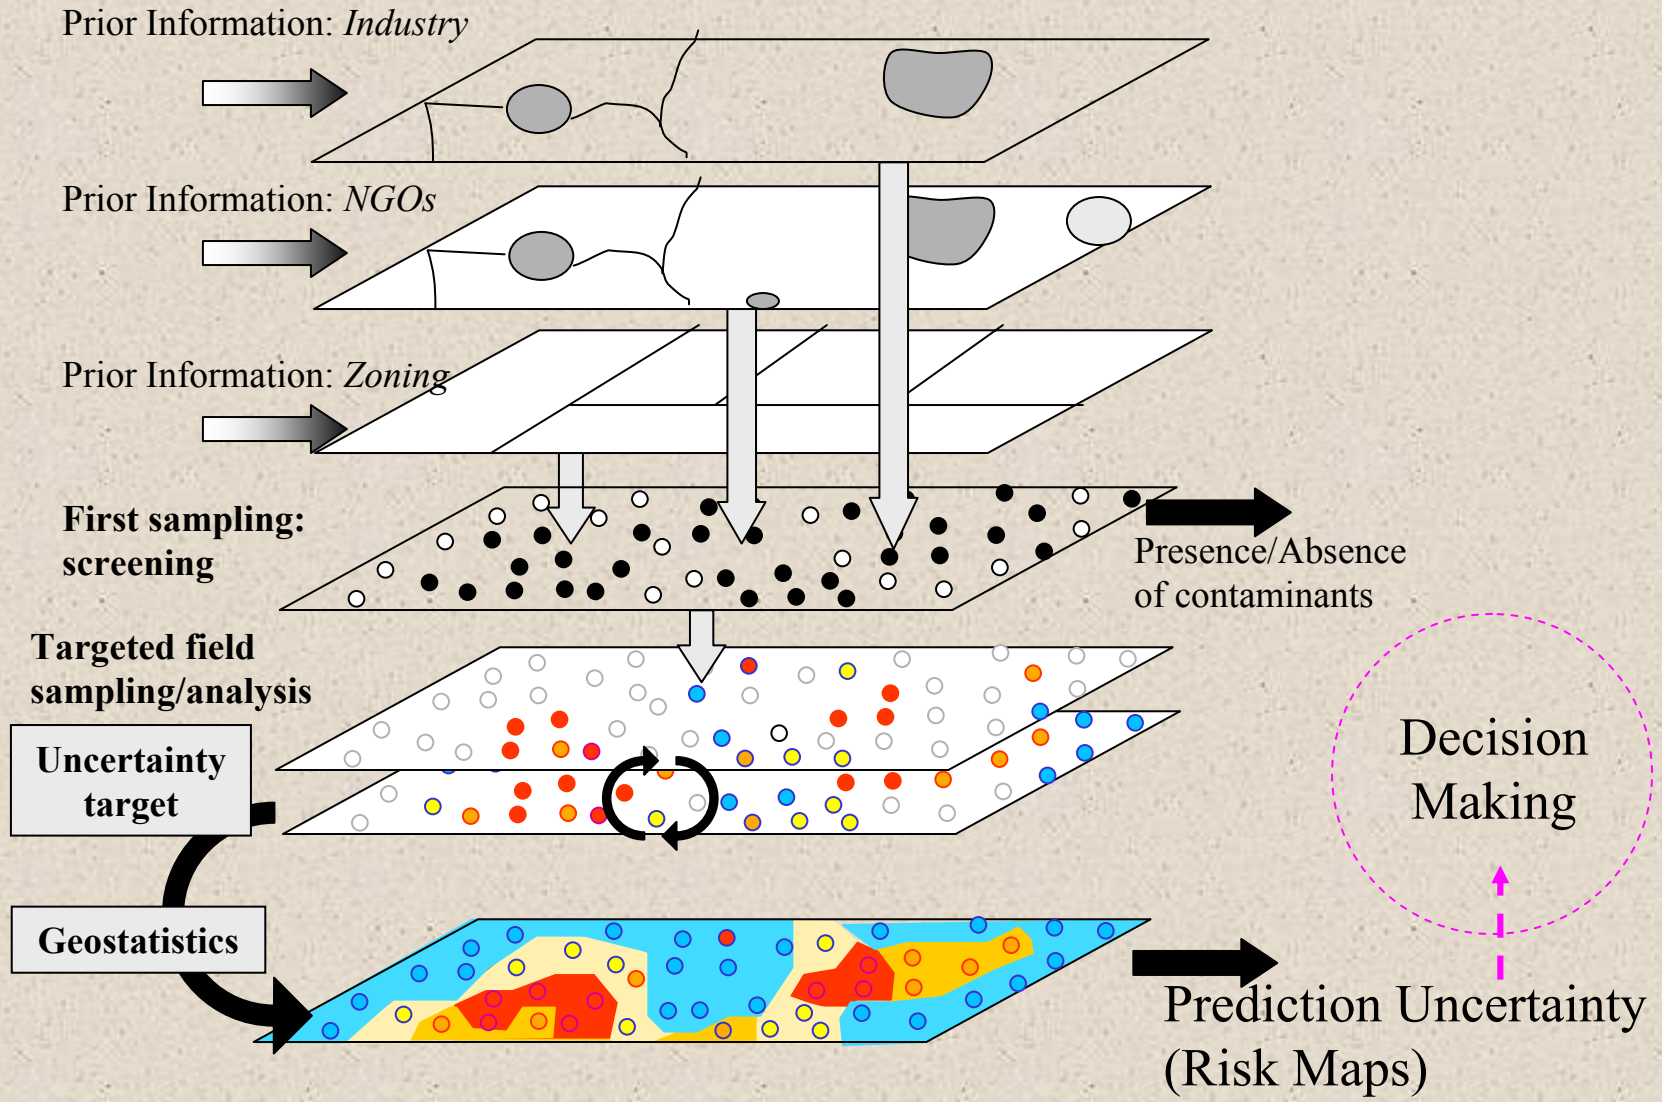 Prior Information: Industry
Prior Information: NGOs
Prior Information: Zoning
First sampling:
screening
Presence/Absence
of contaminants
Targeted field
sampling/analysis
Uncertainty
target
Decision
Making
Geostatistics
Prediction Uncertainty
(Risk Maps)